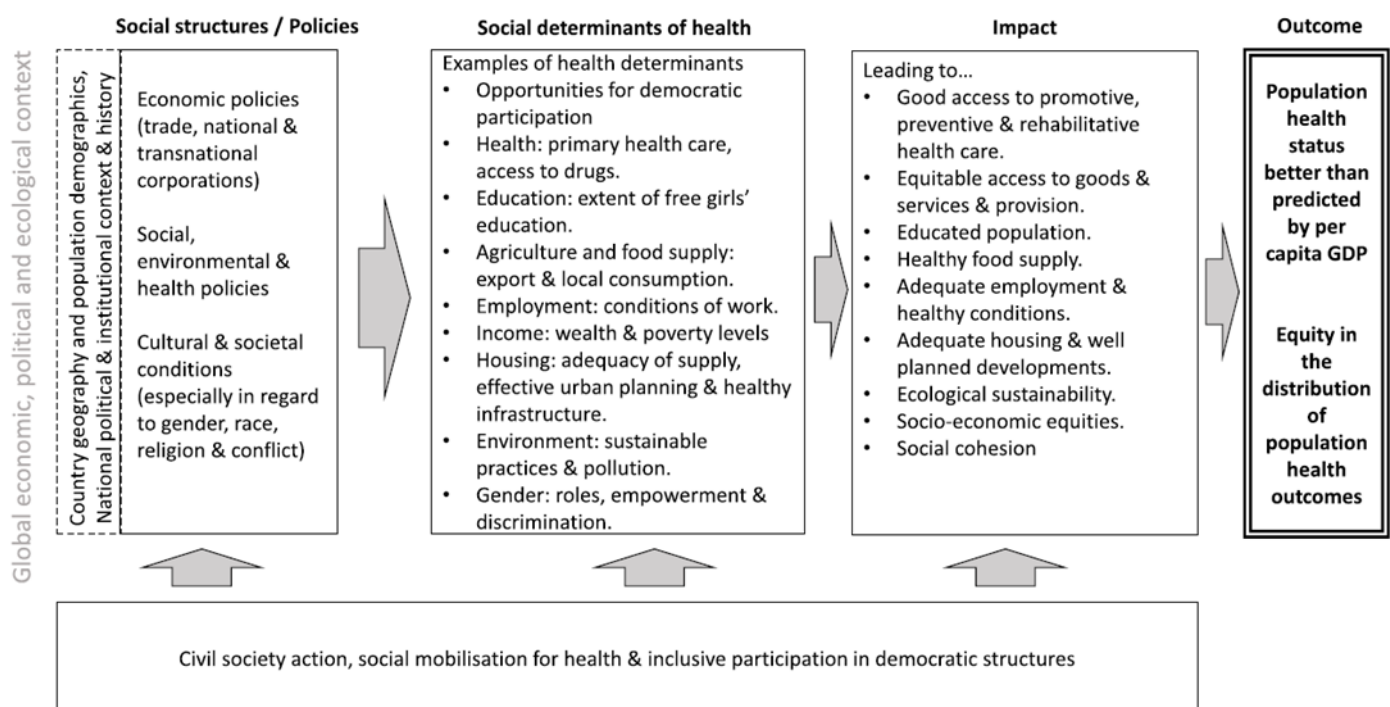 Global economic, political and ecological context
Country geography and population demographics,
National political & institutional context & history
Social structures / Policies
Economic policies
(trade, national &
transnational
corporations)
Social,
environmental &
health policies
Cultural & societal
conditions
(especially in regard
to gender, race,
religion & conflict)
Social determinants of health
Examples of health determinants
• Opportunities for democratic
participation
• Health: primary health care,
access to drugs.
• Education: extent of free girls’
education.
• Agriculture and food supply:
export & local consumption.
• Employment: conditions of work.
• Income: wealth & poverty levels
• Housing: adequacy of supply,
effective urban planning & healthy
infrastructure.
• Environment: sustainable
practices & pollution.
• Gender: roles, empowerment &
discrimination.
Impact
Leading to...
• Good access to promotive,
preventive & rehabilitative
health care.
• Equitable access to goods &
services & provision.
• Educated population.
• Healthy food supply.
• Adequate employment &
healthy conditions.
• Adequate housing & well
planned developments.
• Ecological sustainability.
• Socio-economic equities.
• Social cohesion
Outcome
Population
health
status
better than
predicted
by per
capita GDP
Equity in
the
distribution
of
population
health
outcomes
Civil society action, social mobilisation for health & inclusive participation in democratic structures